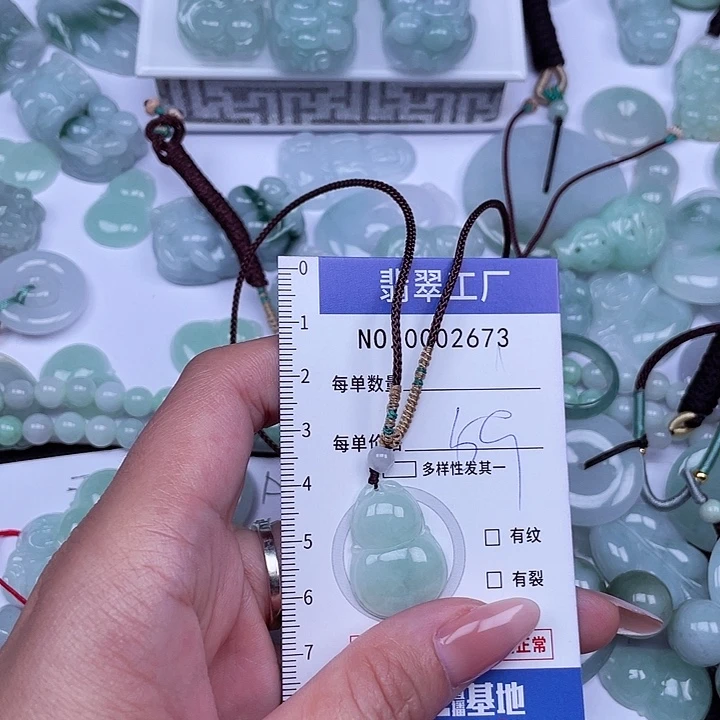 0
翡翠工厂
1
NO.0002673
2
每单数量
3
每单价格 59
多样性发其一
4
5
有纹
6
有裂
7
正常
基地